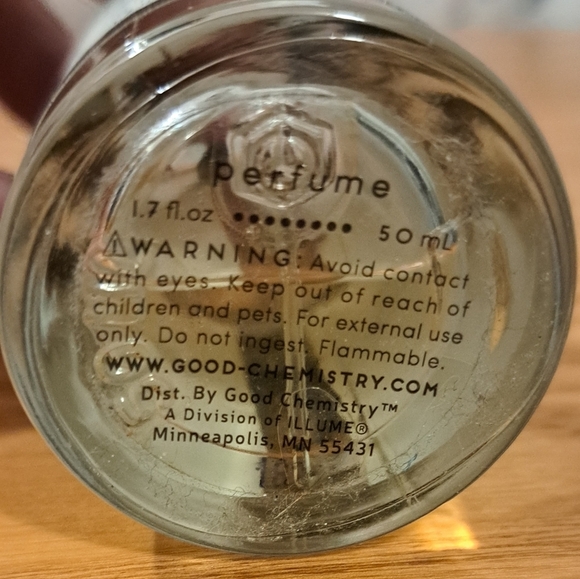 perfume
1.7 fl.oz •••••••• 50 mL
⚠WARNING: Avoid contact
with eyes. Keep out of reach of
children and pets. For external use
only. Do not ingest. Flammable.
WWW.GOOD-CHEMISTRY.COM
Dist. By Good Chemistry™
A Division of ILLUME®
Minneapolis, MN 55431